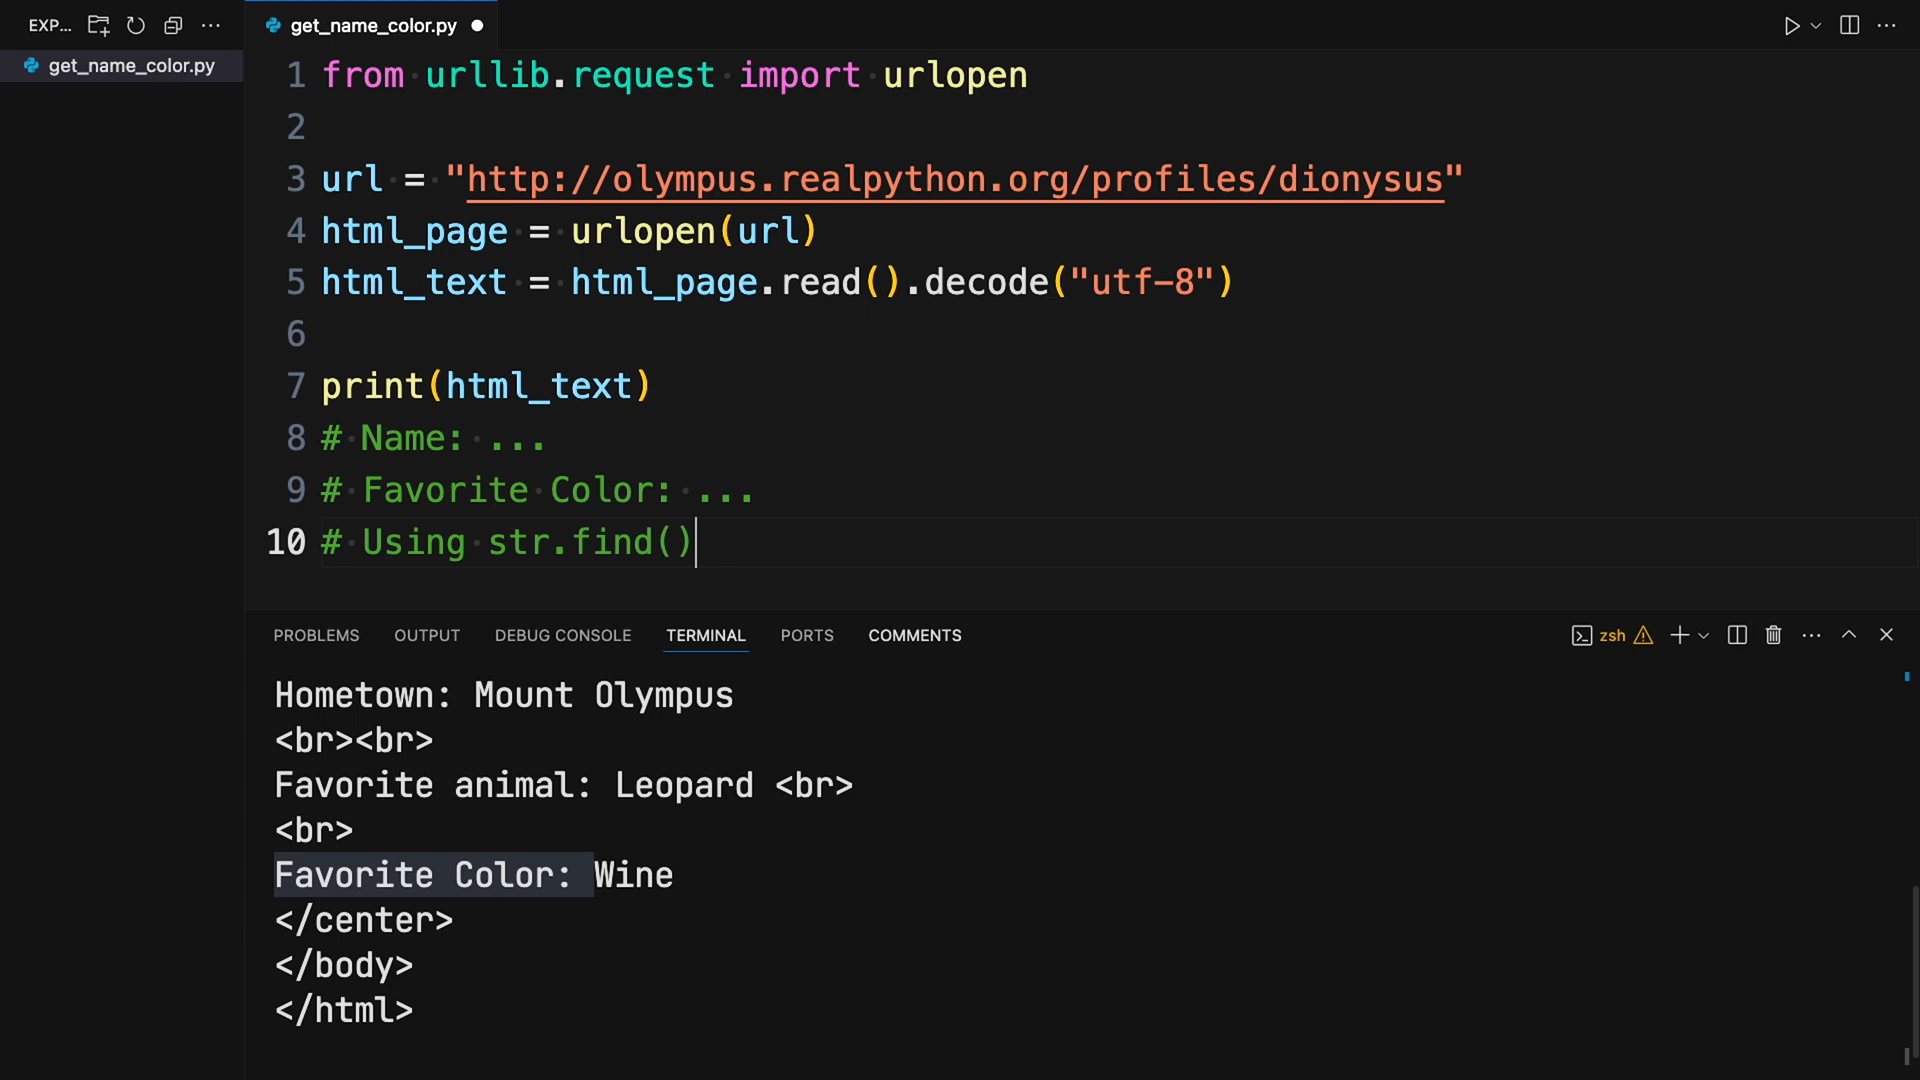 EXP...
get_name_color.py
get_name_color.py
1 from urllib.request import urlopen
2
3 url = "http://olympus.realpython.org/profiles/dionysus"
4 html_page = urlopen(url)
5 html_text = html_page.read().decode("utf-8")
6
7 print(html_text)
8 # Name: ...
9 # Favorite Color: ...
10 # Using str.find()
PROBLEMS OUTPUT DEBUG CONSOLE TERMINAL PORTS COMMENTS zsh
Hometown: Mount Olympus
<br><br>
Favorite animal: Leopard <br>
<br>
Favorite Color: Wine
</center>
</body>
</html>